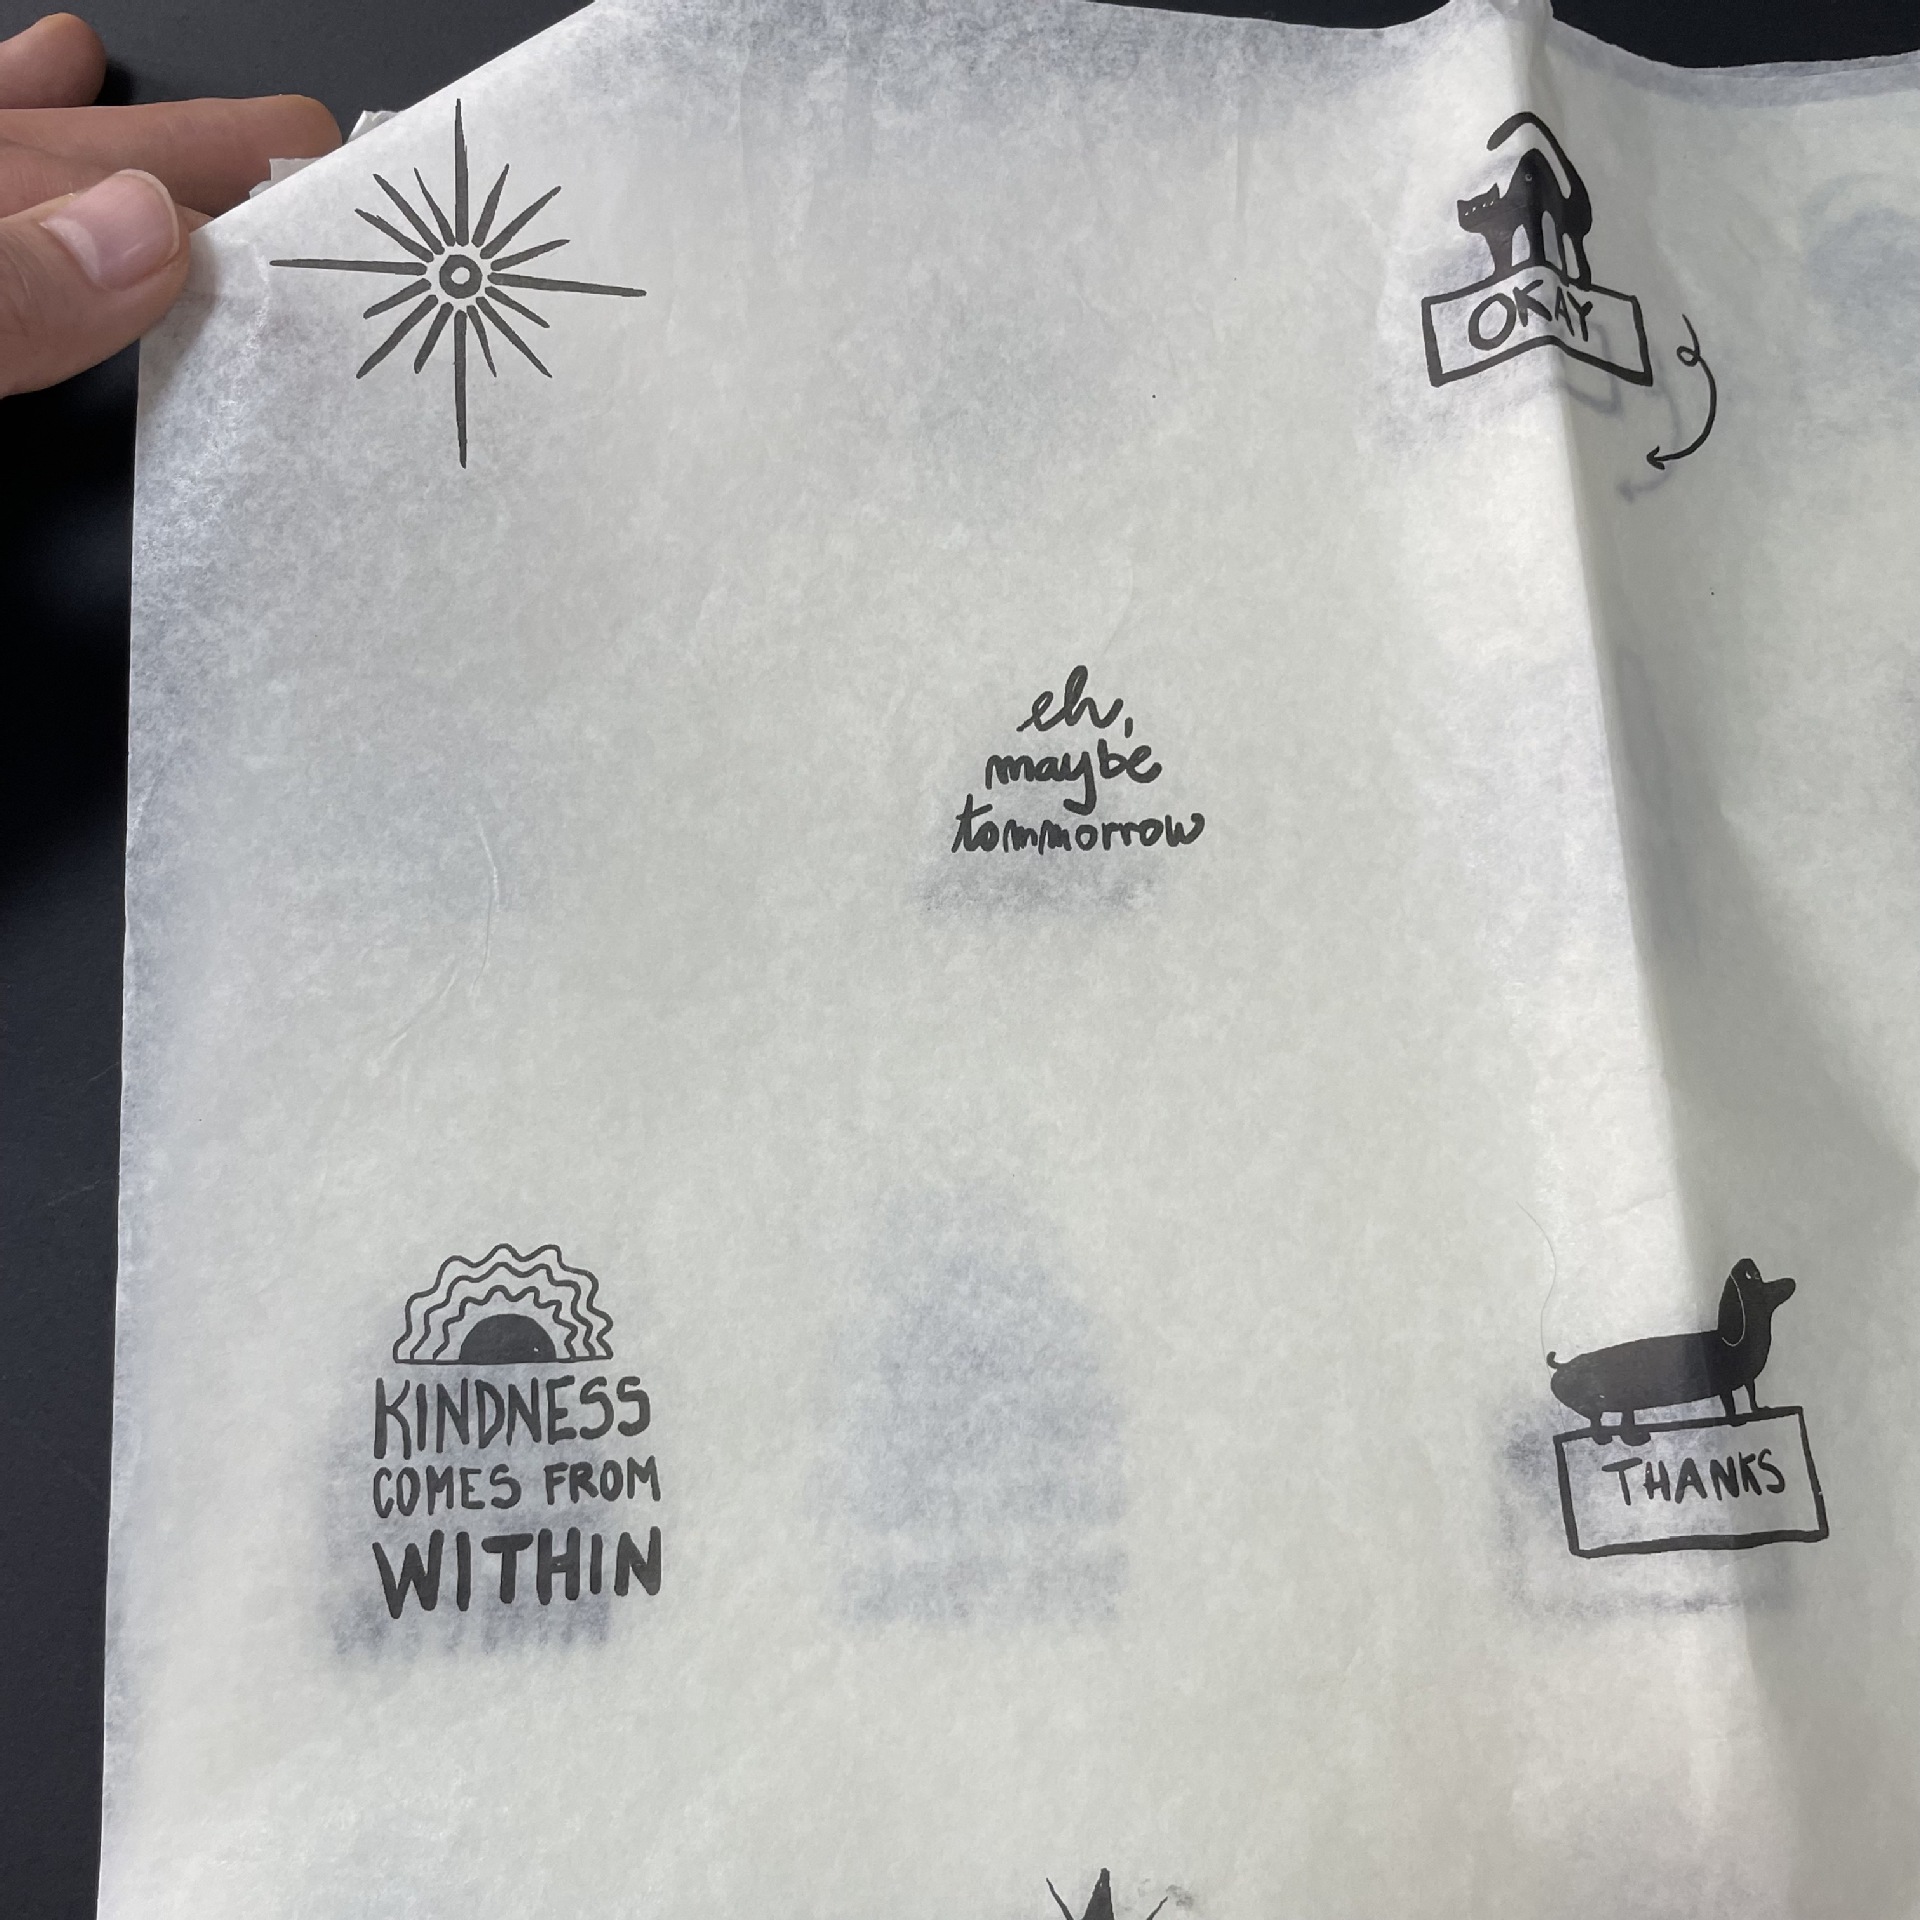 OKAY
eh,
maybe
tommorrow
KINDNESS
COMES FROM
WITHIN
THANKS